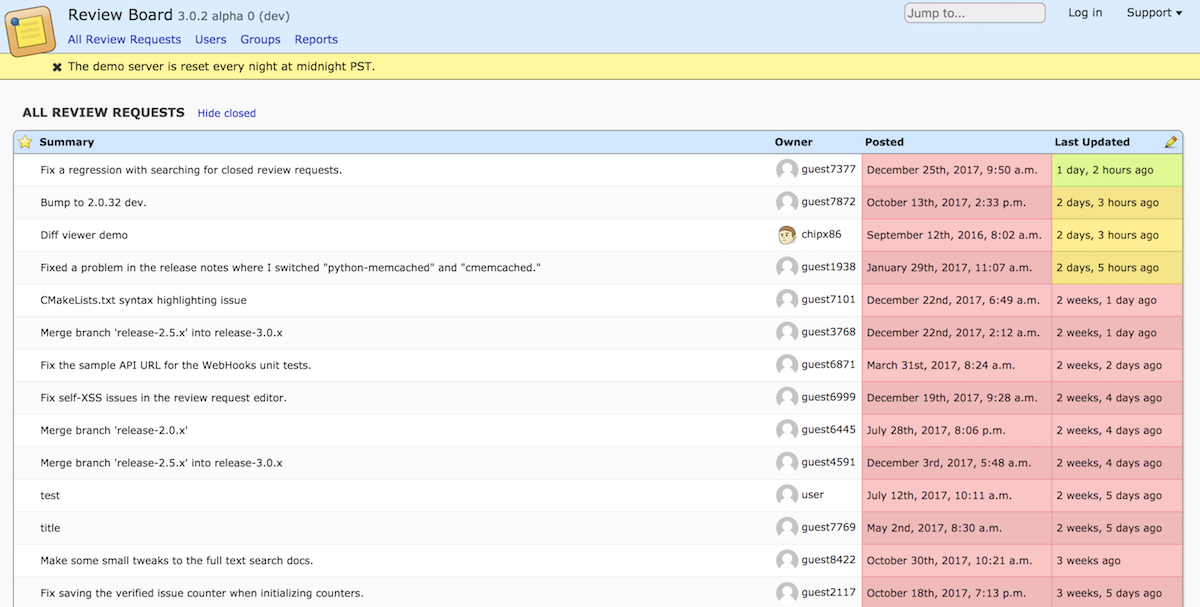 Review Board 3.0.2 alpha 0 (dev) Jump to... Log in Support
All Review Requests Users Groups Reports
✖ The demo server is reset every night at midnight PST.
ALL REVIEW REQUESTS Hide closed
Summary Owner Posted Last Updated
Fix a regression with searching for closed review requests. guest7377 December 25th, 2017, 9:50 a.m. 1 day, 2 hours ago
Bump to 2.0.32 dev. guest7872 October 13th, 2017, 2:33 p.m. 2 days, 3 hours ago
Diff viewer demo chipx86 September 12th, 2016, 8:02 a.m. 2 days, 3 hours ago
Fixed a problem in the release notes where I switched "python-memcached" and "cmemcached." guest1938 January 29th, 2017, 11:07 a.m. 2 days, 5 hours ago
CMakeLists.txt syntax highlighting issue guest7101 December 22nd, 2017, 6:49 a.m. 2 weeks, 1 day ago
Merge branch 'release-2.5.x' into release-3.0.x guest3768 December 22nd, 2017, 2:12 a.m. 2 weeks, 1 day ago
Fix the sample API URL for the WebHooks unit tests. guest6871 March 31st, 2017, 8:24 a.m. 2 weeks, 2 days ago
Fix self-XSS issues in the review request editor. guest6999 December 19th, 2017, 9:28 a.m. 2 weeks, 4 days ago
Merge branch 'release-2.0.x' guest6445 July 28th, 2017, 8:06 p.m. 2 weeks, 4 days ago
Merge branch 'release-2.5.x' into release-3.0.x guest4591 December 3rd, 2017, 5:48 a.m. 2 weeks, 4 days ago
test user July 12th, 2017, 10:11 a.m. 2 weeks, 5 days ago
title guest7769 May 2nd, 2017, 8:30 a.m. 2 weeks, 5 days ago
Make some small tweaks to the full text search docs. guest8422 October 30th, 2017, 10:21 a.m. 3 weeks ago
Fix saving the verified issue counter when initializing counters. guest2117 October 18th, 2017, 7:13 p.m. 3 weeks, 5 days ago